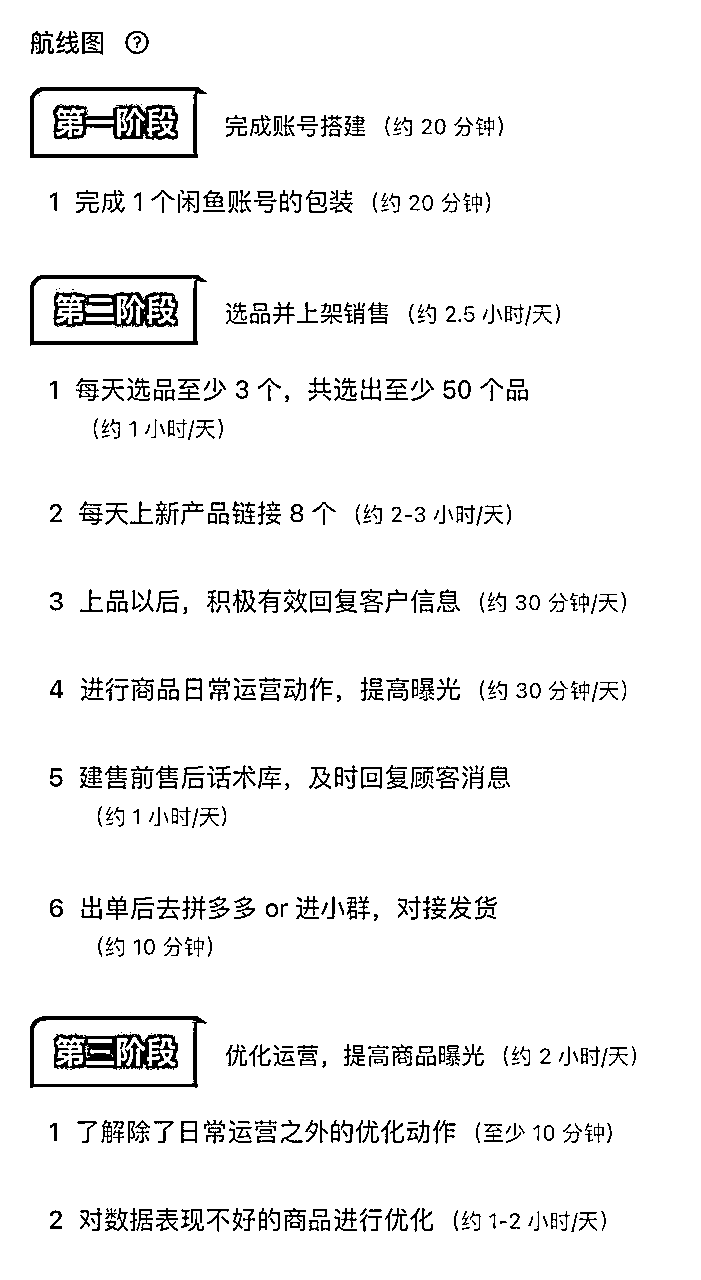 航线图 ?
第一阶段 完成账号搭建（约 20 分钟）
1 完成 1 个闲鱼账号的包装（约 20 分钟）
第二阶段 选品并上架销售（约 2.5 小时/天）
1 每天选品至少 3 个，共选出至少 50 个品
（约 1 小时/天）
2 每天上新产品链接 8 个（约 2-3 小时/天）
3 上品以后，积极有效回复客户信息（约 30 分钟/天）
4 进行商品日常运营动作，提高曝光（约 30 分钟/天）
5 建售前售后话术库，及时回复顾客消息
（约 1 小时/天）
6 出单后去拼多多 or 进小群，对接发货
（约 10 分钟）
第三阶段 优化运营，提高商品曝光（约 2 小时/天）
1 了解除了日常运营之外的优化动作（至少 10 分钟）
2 对数据表现不好的商品进行优化（约 1-2 小时/天）